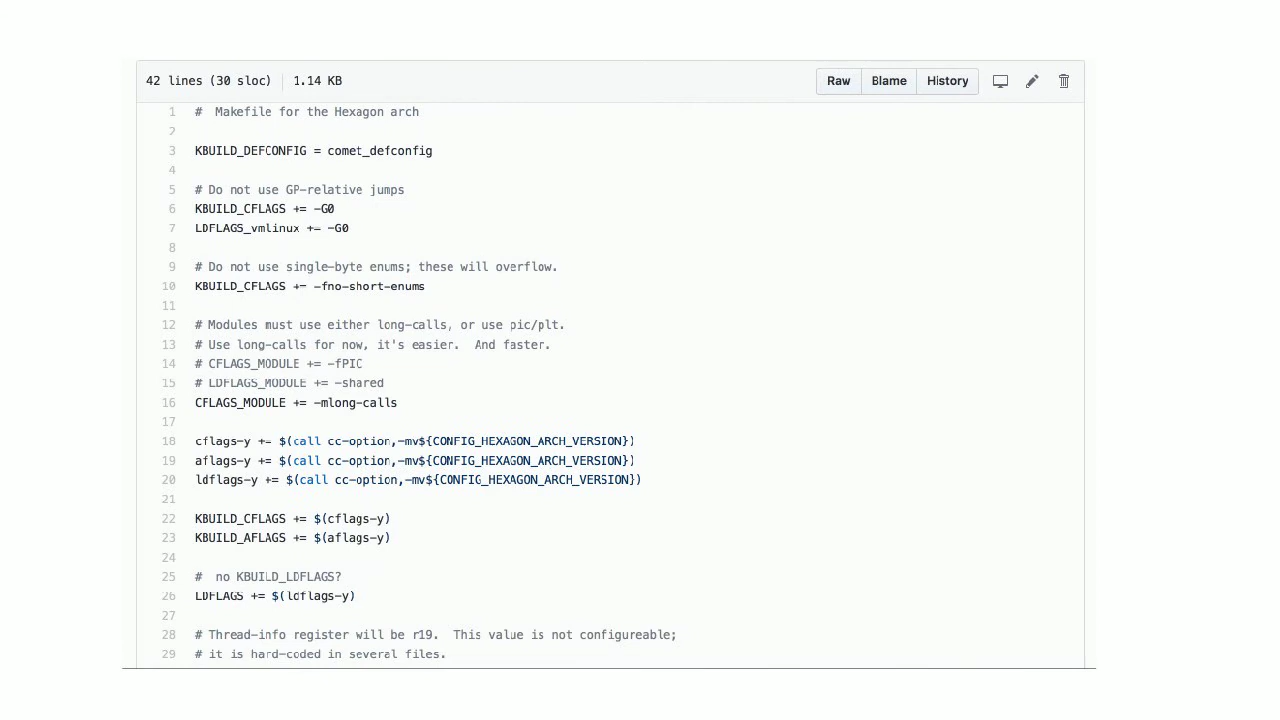 42 lines (30 sloc) 1.14 KB Raw Blame History
1 #  Makefile for the Hexagon arch
2
3 KBUILD_DEFCONFIG = comet_defconfig
4
5 # Do not use GP-relative jumps
6 KBUILD_CFLAGS += -G0
7 LDFLAGS_vmlinux += -G0
8
9 # Do not use single-byte enums; these will overflow.
10 KBUILD_CFLAGS += -fno-short-enums
11
12 # Modules must use either long-calls, or use pic/plt.
13 # Use long-calls for now, it's easier.  And faster.
14 # CFLAGS_MODULE += -fPIC
15 # LDFLAGS_MODULE += -shared
16 CFLAGS_MODULE += -mlong-calls
17
18 cflags-y += $(call cc-option,-mv${CONFIG_HEXAGON_ARCH_VERSION})
19 aflags-y += $(call cc-option,-mv${CONFIG_HEXAGON_ARCH_VERSION})
20 ldflags-y += $(call cc-option,-mv${CONFIG_HEXAGON_ARCH_VERSION})
21
22 KBUILD_CFLAGS += $(cflags-y)
23 KBUILD_AFLAGS += $(aflags-y)
24
25 #  no KBUILD_LDFLAGS?
26 LDFLAGS += $(ldflags-y)
27
28 # Thread-info register will be r19.  This value is not configureable;
29 # it is hard-coded in several files.